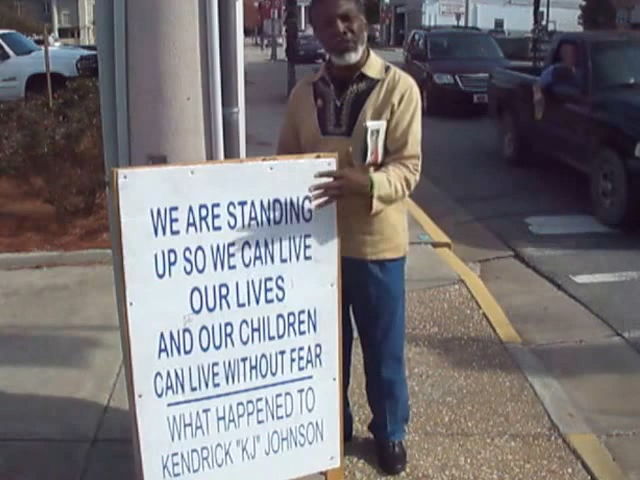 WE ARE STANDING
UP SO WE CAN LIVE
OUR LIVES
AND OUR CHILDREN
CAN LIVE WITHOUT FEAR
WHAT HAPPENED TO
KENDRICK "KJ" JOHNSON